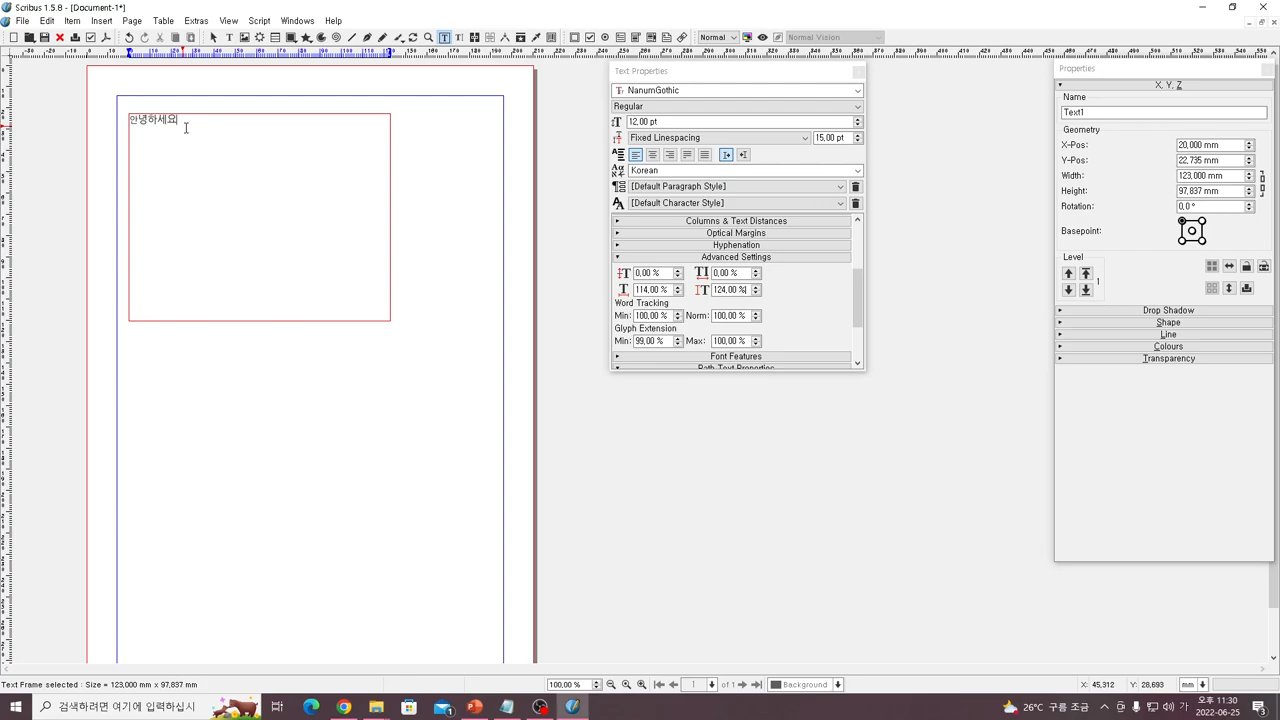 Scribus 1.5.8 - [Document-1*]
File Edit Item Insert Page Table Extras View Script Windows Help
Normal
Normal Vision
Text Properties
NanumGothic
Regular
12,00 pt
Fixed Linespacing 15,00 pt
Korean
[Default Paragraph Style]
[Default Character Style]
Columns & Text Distances
Optical Margins
Hyphenation
Advanced Settings
0,00 % 0,00 %
114,00 % 124,00 %
Word Tracking
Min: 100,00 % Norm: 100,00 %
Glyph Extension
Min: 99,00 % Max: 100,00 %
Font Features
Path Text Properties
Properties
X, Y, Z
Name
Text1
Geometry
X-Pos: 20,000 mm
Y-Pos: 22,735 mm
Width: 123,000 mm
Height: 97,837 mm
Rotation: 0,0 °
Basepoint:
Level
1
Drop Shadow
Shape
Line
Colours
Transparency
안녕하세요
Text Frame selected : Size = 123,000 mm x 97,837 mm
100,00 %
1 of 1
Background
X: 45,312 Y: 28,693 mm
검색하려면 여기에 입력하십시
26°C 구름 조금
오후 11:30
2022-06-25